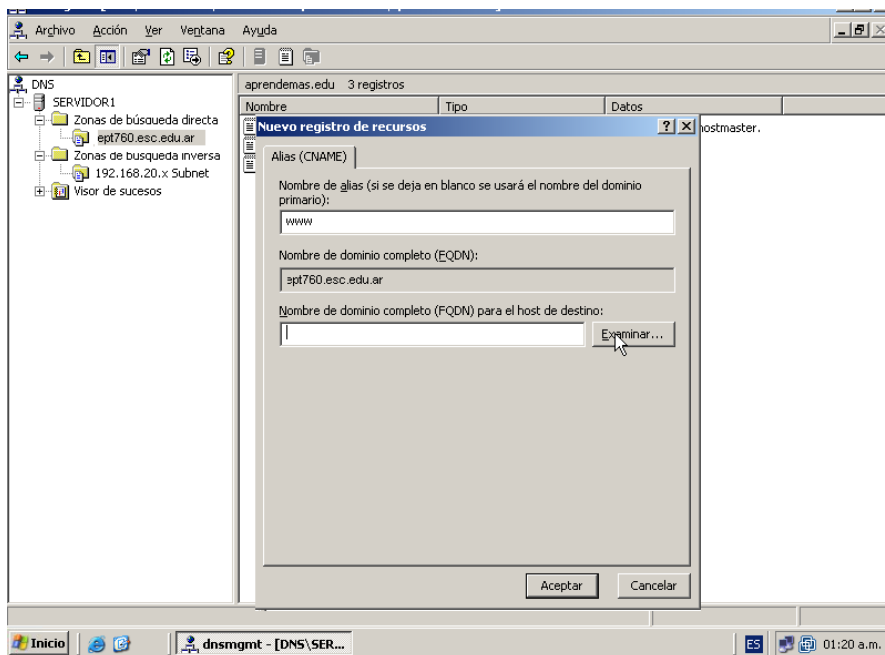 Archivo Acción Ver Ventana Ayuda
DNS
SERVIDOR1
Zonas de búsqueda directa
ept760.esc.edu.ar
Zonas de busqueda inversa
192.168.20.x Subnet
Visor de sucesos
aprendemas.edu 3 registros
Nombre Tipo Datos
hostmaster.
Nuevo registro de recursos
Alias (CNAME)
Nombre de alias (si se deja en blanco se usará el nombre del dominio
primario):
www
Nombre de dominio completo (FQDN):
ept760.esc.edu.ar
Nombre de dominio completo (FQDN) para el host de destino:
Examinar...
Aceptar Cancelar
Inicio dnsmgmt - [DNS\SER... ES 01:20 a.m.